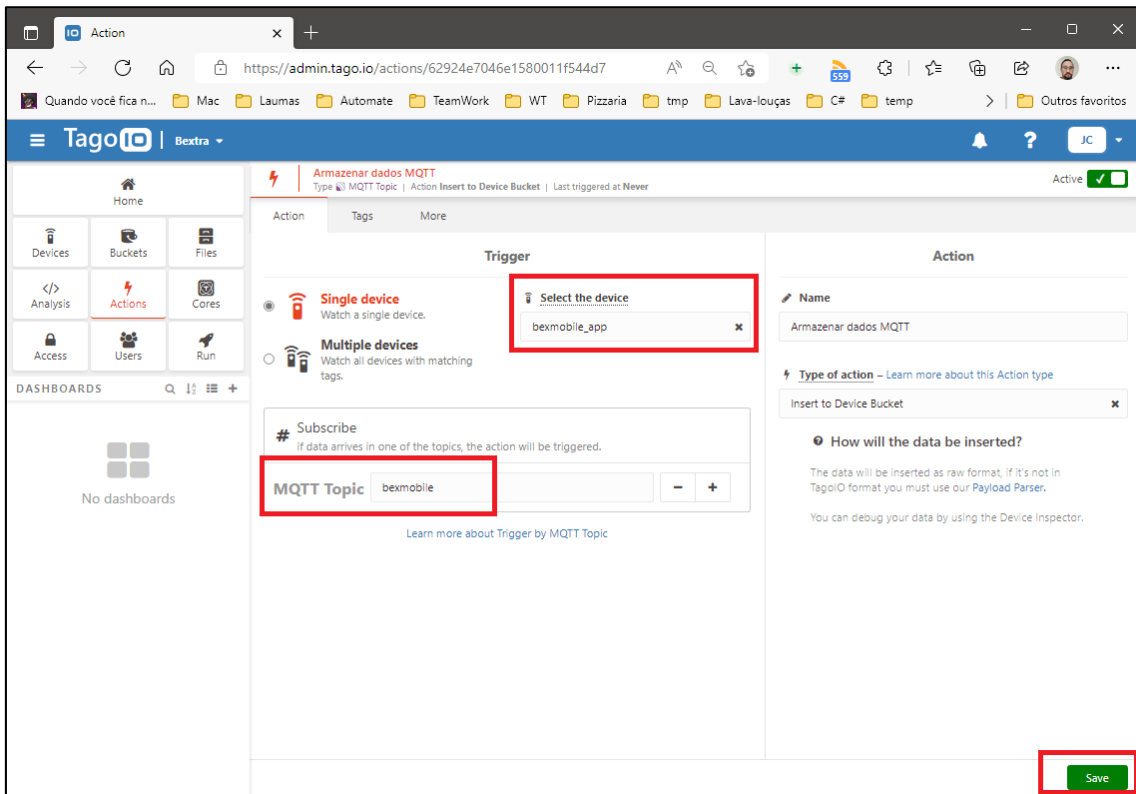 Action
https://admin.tago.io/actions/62924e7046e1580011f544d7
559
Quando você fica n... Mac Laumas Automate TeamWork WT Pizzaria tmp Lava-louças C# temp Outros favoritos
Tago IO | Bextra
? JC
Home
Devices Buckets Files
Analysis Actions Cores
Access Users Run
DASHBOARDS
No dashboards
Armazenar dados MQTT
Type MQTT Topic | Action Insert to Device Bucket | Last triggered at Never
Active
Action Tags More
Trigger
Single device
Watch a single device.
Multiple devices
Watch all devices with matching
tags.
Select the device
bexmobile_app
# Subscribe
if data arrives in one of the topics, the action will be triggered.
MQTT Topic bexmobile - +
Learn more about Trigger by MQTT Topic
Action
Name
Armazenar dados MQTT
Type of action – Learn more about this Action type
Insert to Device Bucket
How will the data be inserted?
The data will be inserted as raw format, if it's not in
TagoIO format you must use our Payload Parser.
You can debug your data by using the Device Inspector.
Save